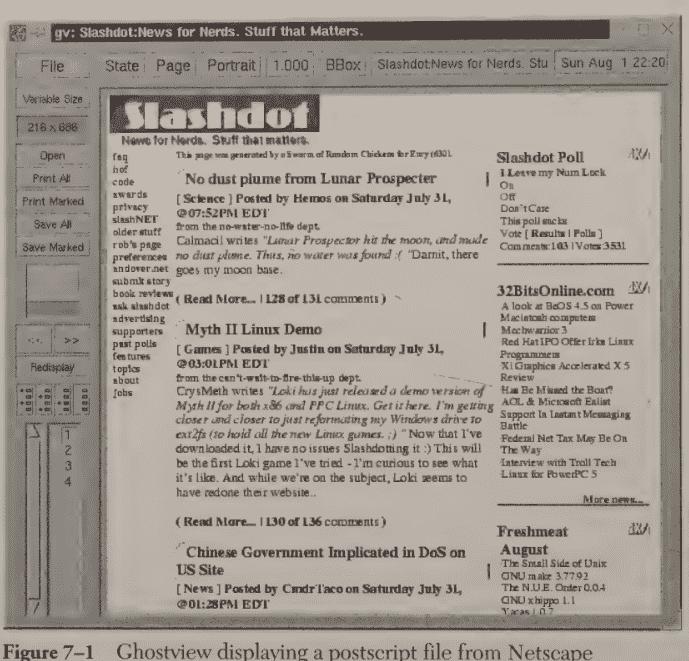 gv: Slashdot:News for Nerds. Stuff that Matters.
File State Page Portrait 1.000 BBox Slashdot:News for Nerds. Stu Sun Aug 1 22:20
Variable Size
216 x 686
Open
Print All
Print Marked
Save All
Save Marked
<< >>
Redisplay
1
2
3
4
Slashdot
News for Nerds. Stuff that matters.
faq
hof
code
awards
privacy
slashNET
older stuff
rob's page
preferences
andover.net
submit story
book reviews
ask slashdot
advertising
supporters
past polls
features
topics
about
jobs
This page was generated by a Swarm of Random Chickens for
No dust plume from Lunar Prospecter
[ Science ] Posted by Hemos on Saturday July 31,
@07:52PM EDT
from the no-water-no-life dept.
Calmacil writes "Lunar Prospector hit the moon, and made
no dust plume. Thus, no water was found :( "Darnit, there
goes my moon base.
( Read More... | 128 of 131 comments )
Myth II Linux Demo
[ Games ] Posted by Justin on Saturday July 31,
@03:01PM EDT
from the can't-wait-to-fire-this-up dept.
CrysMeth writes "Loki has just released a demo version of
Myth II for both x86 and PPC Linux. Get it here. I'm getting
closer and closer to just reformating my Windows drive to
ext2fs (to hold all the new Linux games. ;) " Now that I've
downloaded it, I have no issues Slashdotting it :) This will
be the first Loki game I've tried - I'm curious to see what
it's like. And while we're on the subject, Loki seems to
have redone their website..
( Read More... | 130 of 136 comments )
Chinese Government Implicated in DoS on
US Site
[ News ] Posted by CmdrTaco on Saturday July 31,
@01:28PM EDT
Slashdot Poll
I Leave my Num Lock
On
Off
Don't Care
This poll sucks
Vote [ Results | Polls ]
Comments:103 | Votes:3531
32BitsOnline.com
A look at BeOS 4.5 on Power
Macintosh computers
Mechwarrior 3
Red Hat IPO Offer Irks Linux
Programmers
Xi Graphics Accelerated X 5
Review
Has Be Missed the Boat?
AOL & Microsoft Enlist
Support In Instant Messaging
Battle
Federal Net Tax May Be On
The Way
Interview with Troll Tech
Linux for PowerPC 5
More news...
Freshmeat
August
The Small Side of Unix
GNU make 3.77.92
The N.U.E. Order 0.0.4
GNU xhippo 1.1
Yacas 1.0.7
Figure 7–1 Ghostview displaying a postscript file from Netscape